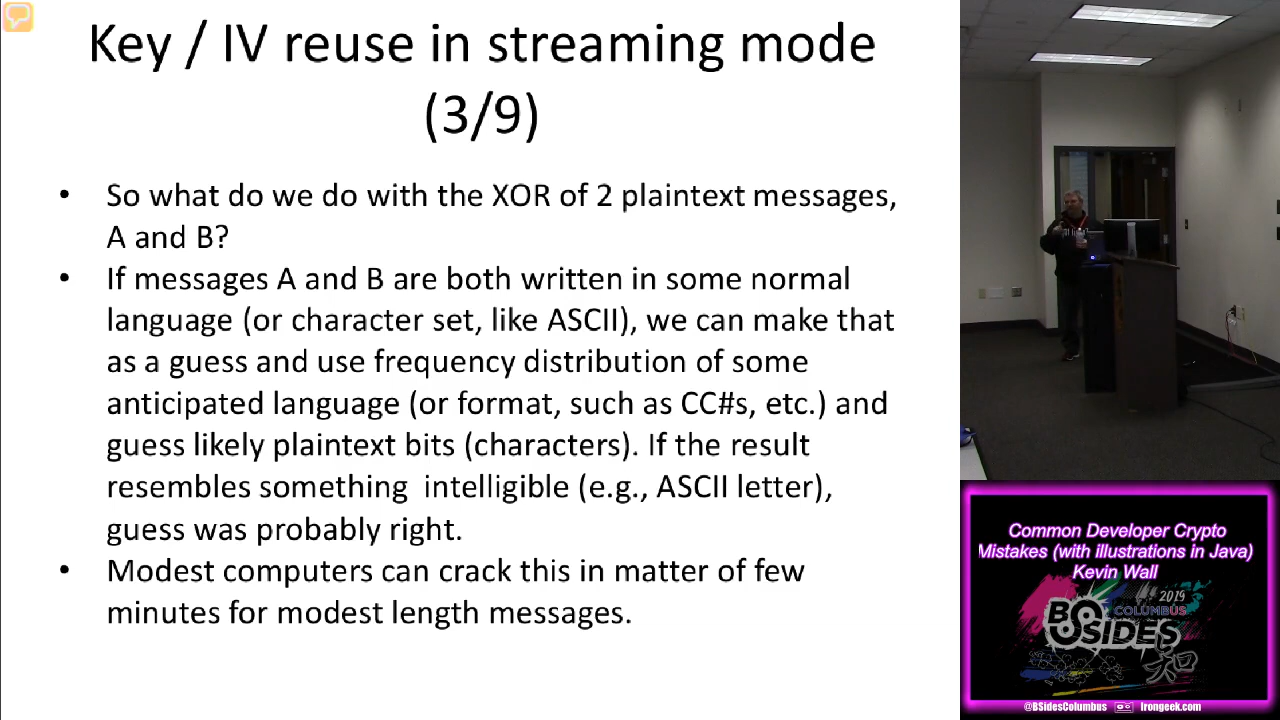 Key / IV reuse in streaming mode
(3/9)
• So what do we do with the XOR of 2 plaintext messages,
A and B?
• If messages A and B are both written in some normal
language (or character set, like ASCII), we can make that
as a guess and use frequency distribution of some
anticipated language (or format, such as CC#s, etc.) and
guess likely plaintext bits (characters). If the result
resembles something  intelligible (e.g., ASCII letter),
guess was probably right.
• Modest computers can crack this in matter of few
minutes for modest length messages.
Common Developer Crypto
Mistakes (with illustrations in Java)
Kevin Wall
2019
COLUMBUS
BSIDES
@BSidesColumbus Irongeek.com